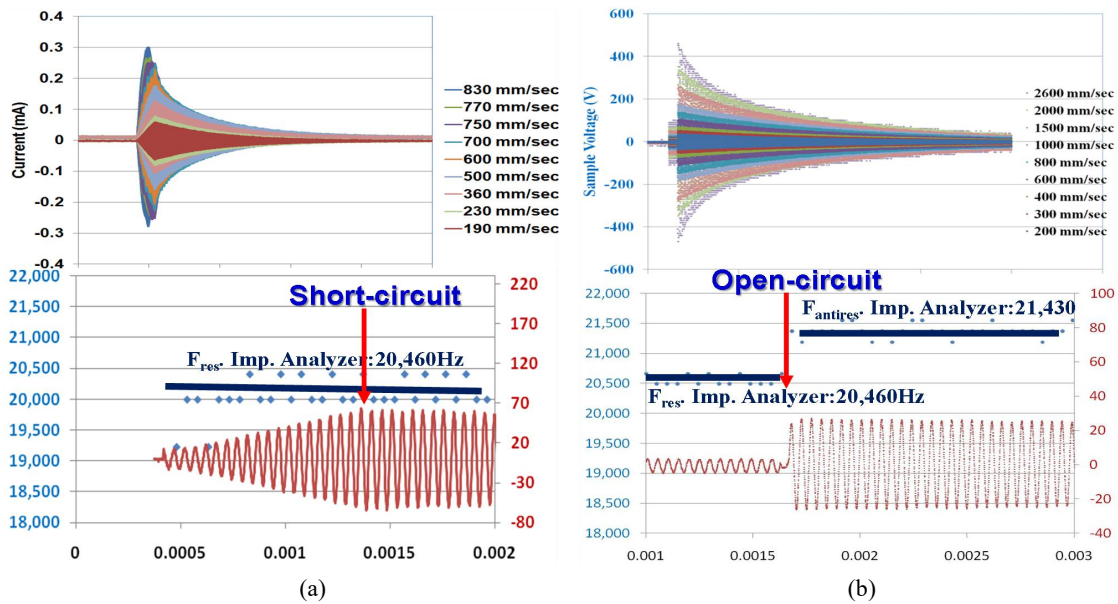 0.4
0.3
0.2
0.1
0
-0.1
-0.2
-0.3
-0.4
Current (mA)
830 mm/sec
770 mm/sec
750 mm/sec
700 mm/sec
600 mm/sec
500 mm/sec
360 mm/sec
230 mm/sec
190 mm/sec
22,000
21,500
21,000
20,500
20,000
19,500
19,000
18,500
18,000
Short-circuit
Fres. Imp. Analyzer:20,460Hz
220
170
120
70
20
-30
-80
0
0.0005
0.001
0.0015
0.002
(a)
600
400
200
0
-200
-400
-600
Sample Voltage (V)
2600 mm/sec
2000 mm/sec
1500 mm/sec
1000 mm/sec
800 mm/sec
600 mm/sec
400 mm/sec
300 mm/sec
200 mm/sec
22,000
21,500
21,000
20,500
20,000
19,500
19,000
18,500
18,000
Open-circuit
Fantires. Imp. Analyzer:21,430
Fres. Imp. Analyzer:20,460Hz
100
80
60
40
20
0
-20
-40
0.001
0.0015
0.002
0.0025
0.003
(b)